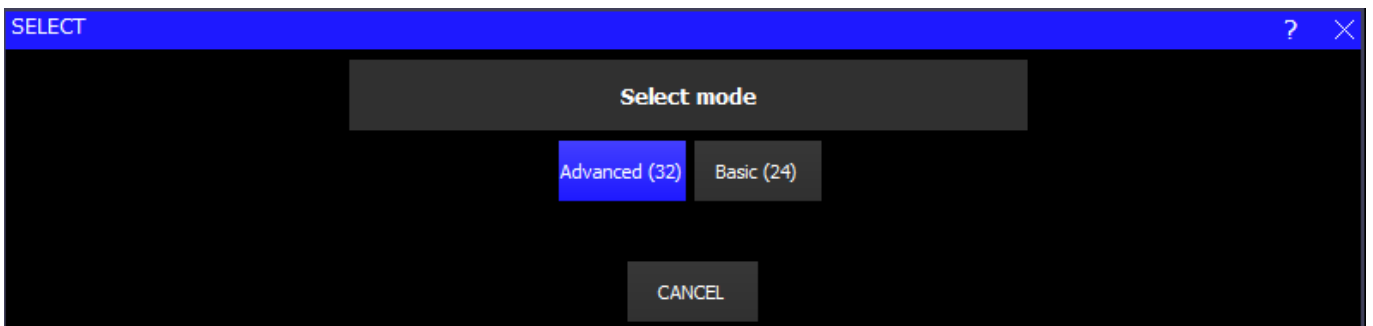 SELECT ?
Select mode
Advanced (32) Basic (24)
CANCEL